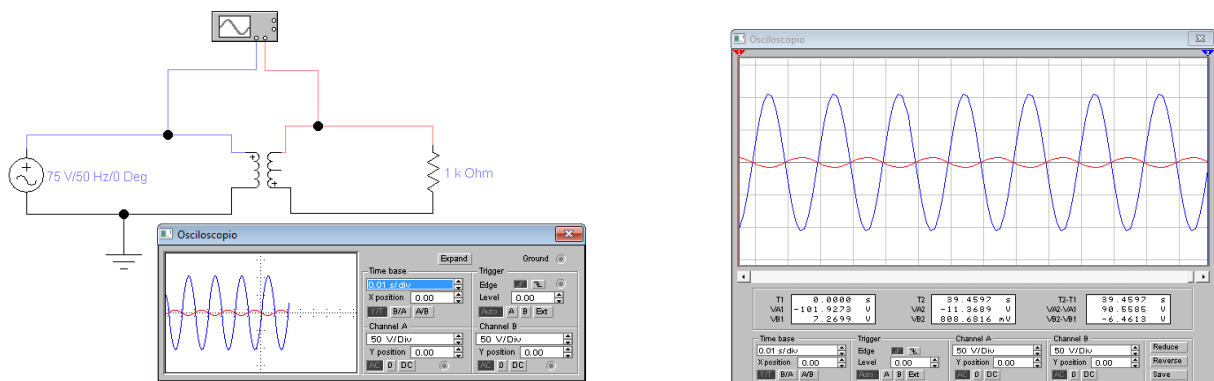 75 V/50 Hz/0 Deg
1 k Ohm
Osciloscopio
Expand
Ground
Time base
0.01 s/div
X position 0.00
Y/T B/A A/B
Trigger
Edge
Level 0.00
Auto A B Ext
Channel A
50 V/Div
Y position 0.00
AC 0 DC
Channel B
50 V/Div
Y position 0.00
AC 0 DC
Osciloscopio
1
2
T1 0.0000 s
VA1 -101.9273 V
VB1 7.2699 V
T2 39.4597 s
VA2 -11.3689 V
VB2 808.6816 mV
T2-T1 39.4597 s
VA2-VA1 90.5585 V
VB2-VB1 -6.4613 V
Time base
0.01 s/div
X position 0.00
Y/T B/A A/B
Trigger
Edge
Level 0.00
Auto A B Ext
Channel A
50 V/Div
Y position 0.00
AC 0 DC
Channel B
50 V/Div
Y position 0.00
AC 0 DC
Reduce
Reverse
Save